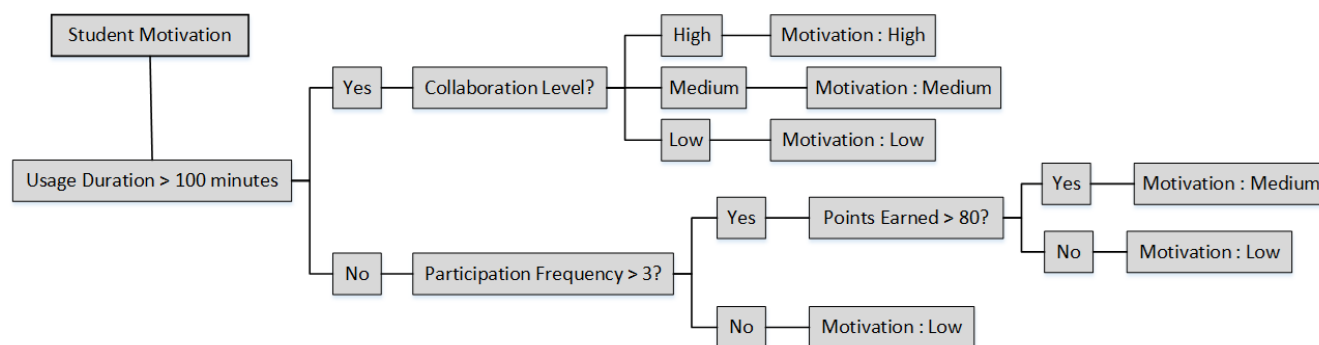 Student Motivation
Usage Duration > 100 minutes
Yes
Collaboration Level?
High
Motivation : High
Medium
Motivation : Medium
Low
Motivation : Low
No
Participation Frequency > 3?
Yes
Points Earned > 80?
Yes
Motivation : Medium
No
Motivation : Low
No
Motivation : Low